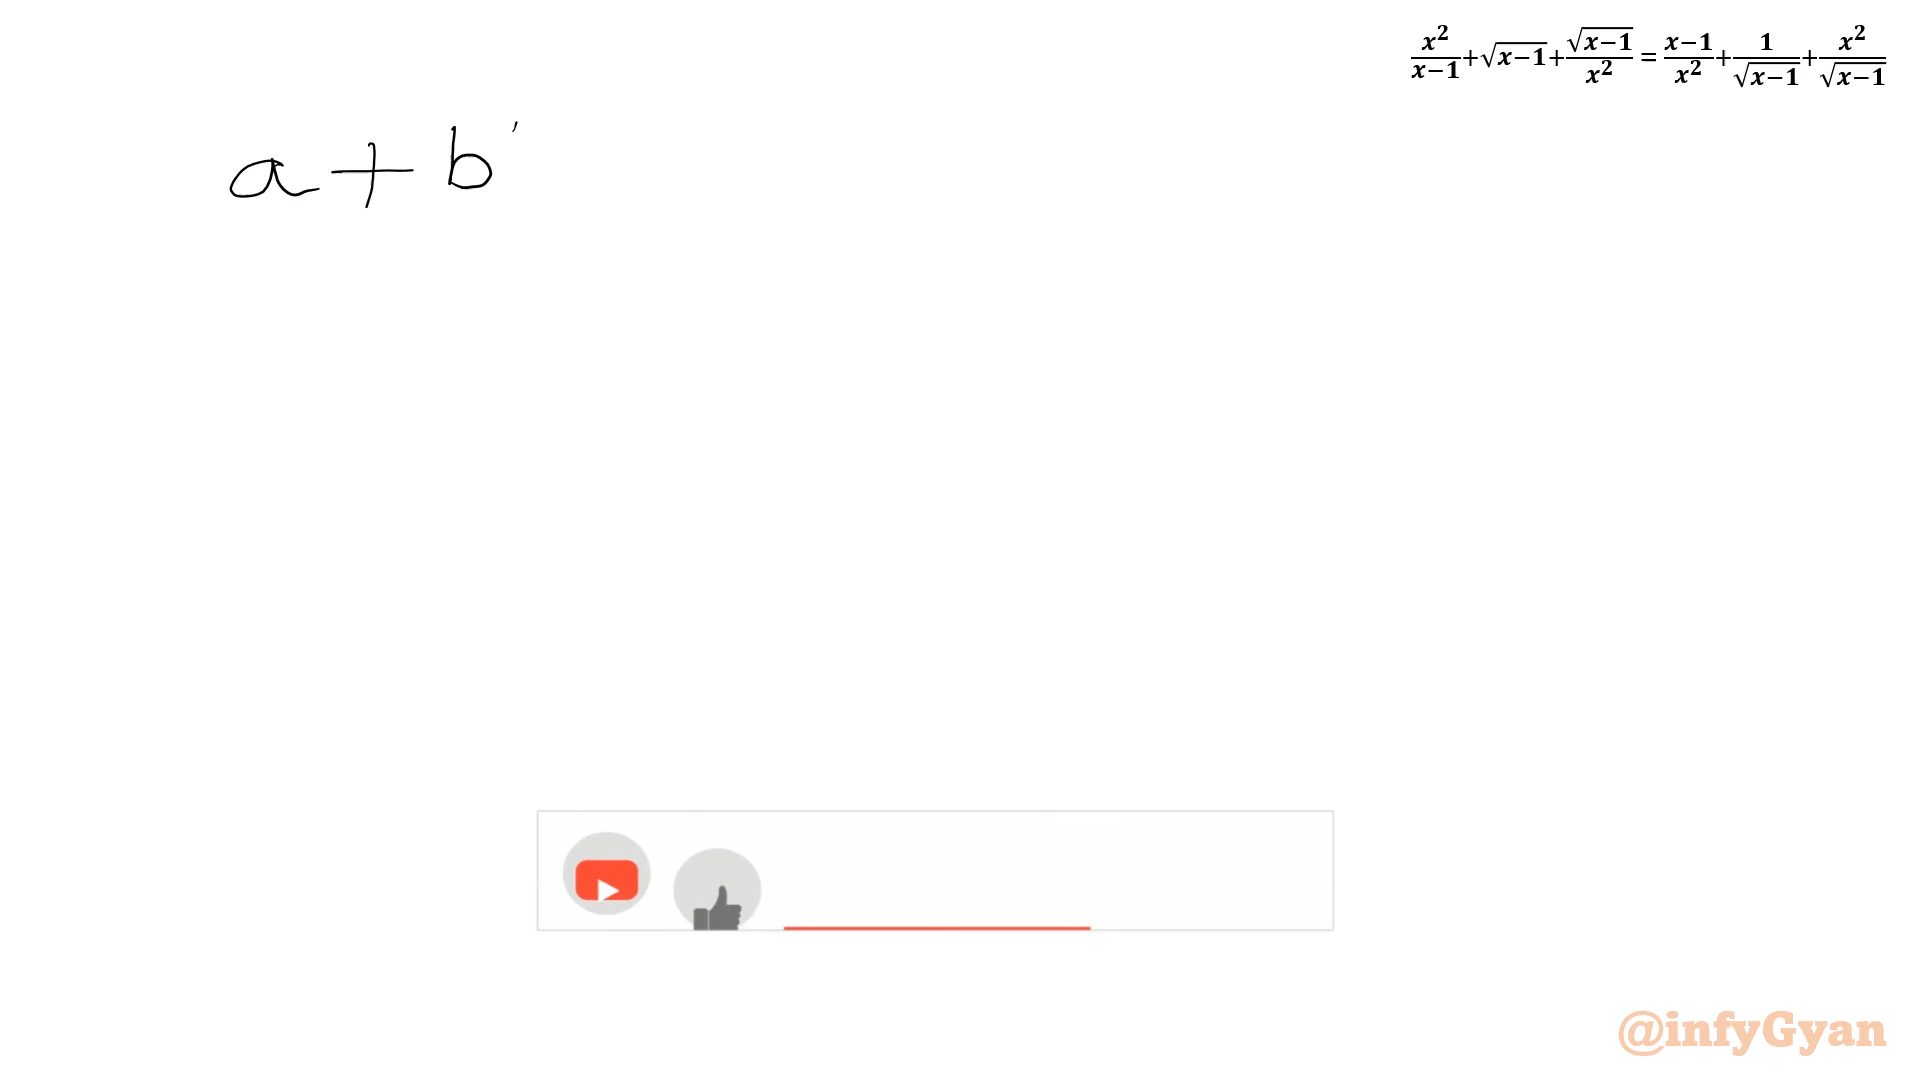 x²/(x−1)+√(x−1)+√(x−1)/x² = (x−1)/x²+1/√(x−1)+x²/√(x−1)
a + b'
@infyGyan